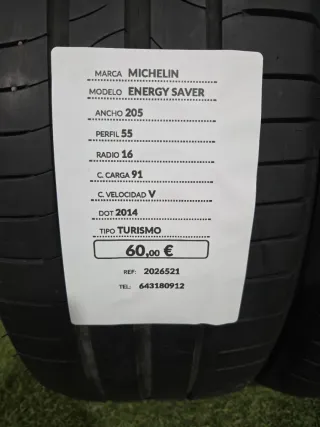 MARCA MICHELIN
MODELO ENERGY SAVER
ANCHO 205
PERFIL 55
RADIO 16
C. CARGA 91
C. VELOCIDAD V
DOT 2014
TIPO TURISMO
60,00 €
REF: 2026521
TEL: 643180912